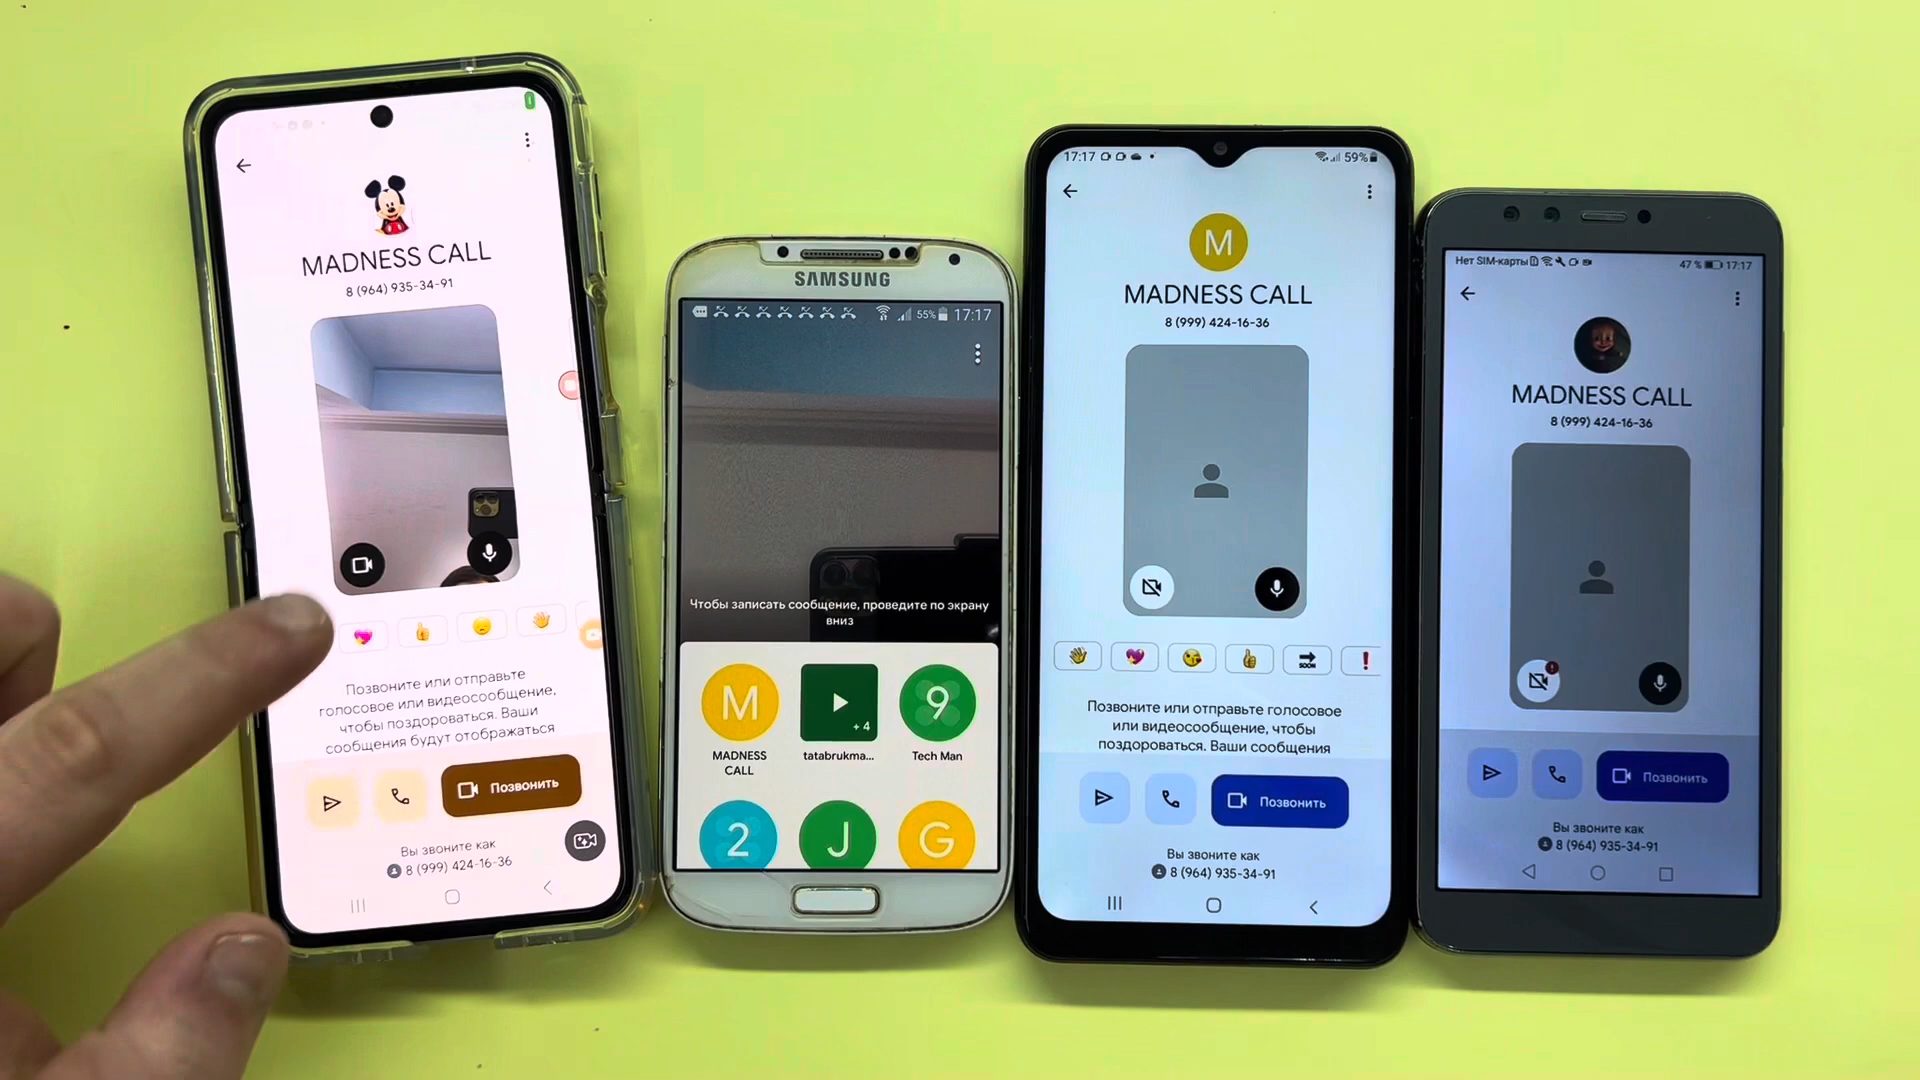 MADNESS CALL
8 (964) 935-34-91
Позвоните или отправьте
голосовое или видеосообщение,
чтобы поздороваться. Ваши
сообщения будут отображаться
Позвонить
Вы звоните как
8 (999) 424-16-36
SAMSUNG
55% 17:17
Чтобы записать сообщение, проведите по экрану
вниз
M
+ 4
9
MADNESS
CALL
tatabrukma...
Tech Man
2
J
G
17:17
59%
M
MADNESS CALL
8 (999) 424-16-36
SOON
Позвоните или отправьте голосовое
или видеосообщение, чтобы
поздороваться. Ваши сообщения
Позвонить
Вы звоните как
8 (964) 935-34-91
Нет SIM-карты
47 % 17:17
MADNESS CALL
8 (999) 424-16-36
Позвонить
Вы звоните как
8 (964) 935-34-91